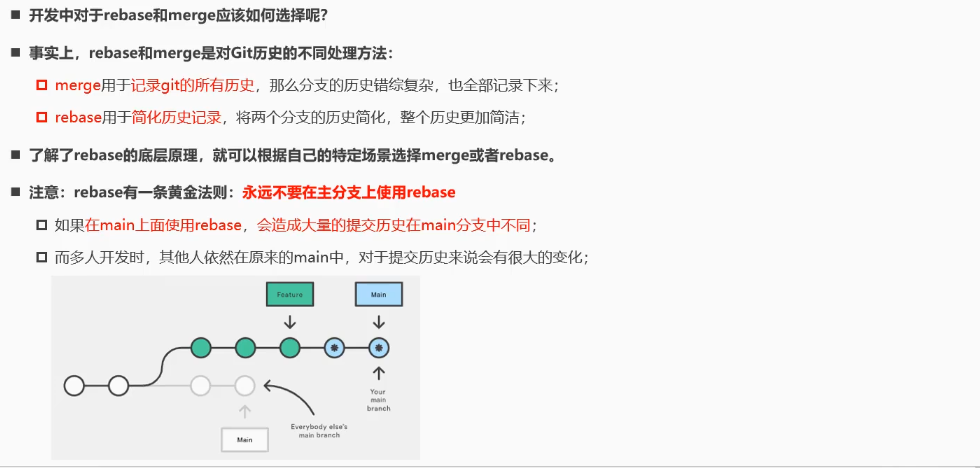 开发中对于rebase和merge应该如何选择呢？
事实上，rebase和merge是对Git历史的不同处理方法：
merge用于记录git的所有历史，那么分支的历史错综复杂，也全部记录下来；
rebase用于简化历史记录，将两个分支的历史简化，整个历史更加简洁；
了解了rebase的底层原理，就可以根据自己的特定场景选择merge或者rebase。
注意：rebase有一条黄金法则：永远不要在主分支上使用rebase
如果在main上面使用rebase，会造成大量的提交历史在main分支中不同；
而多人开发时，其他人依然在原来的main中，对于提交历史来说会有很大的变化；
Feature
Main
Your
main
branch
Everybody else's
main branch
Main